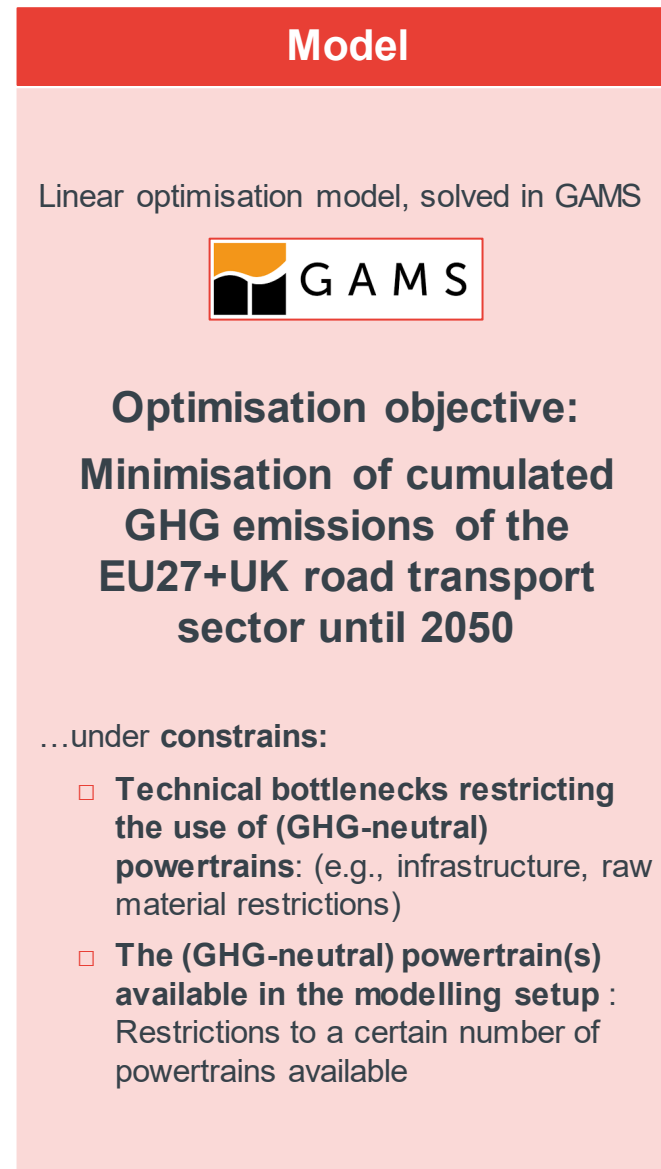 Model
Linear optimisation model, solved in GAMS
GAMS
Optimisation objective:
Minimisation of cumulated
GHG emissions of the
EU27+UK road transport
sector until 2050
…under constrains:
Technical bottlenecks restricting
the use of (GHG-neutral)
powertrains: (e.g., infrastructure, raw
material restrictions)
The (GHG-neutral) powertrain(s)
available in the modelling setup :
Restrictions to a certain number of
powertrains available